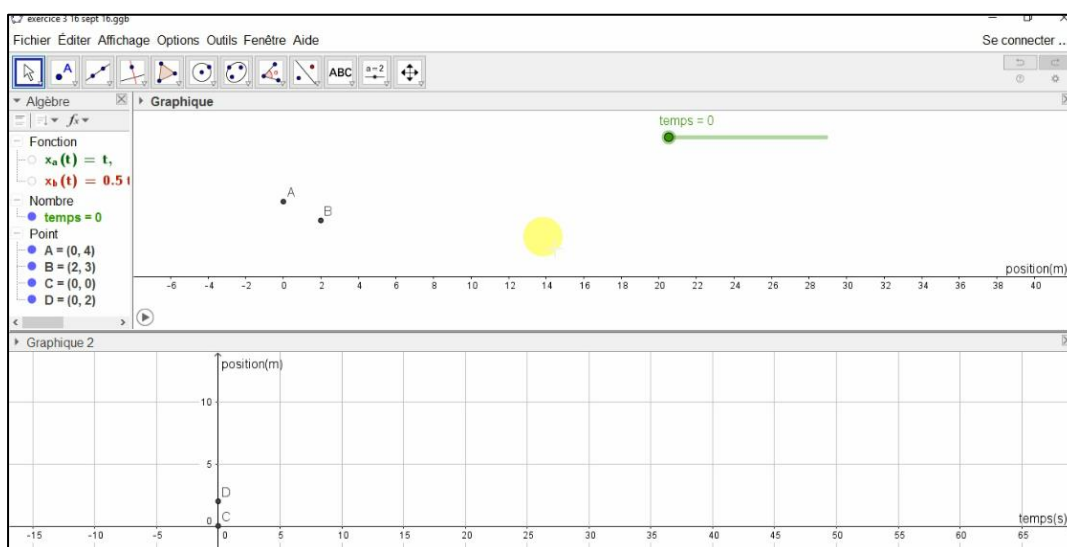 exercice 3 16 sept 16.ggb
Fichier Éditer Affichage Options Outils Fenêtre Aide
Se connecter ...
ABC
a=2
Algèbre
Graphique
fx
Fonction
xₐ(t) = t,
x_b(t) = 0.5 t
Nombre
temps = 0
Point
A = (0, 4)
B = (2, 3)
C = (0, 0)
D = (0, 2)
temps = 0
A
B
position(m)
-6 -4 -2 0 2 4 6 8 10 12 14 16 18 20 22 24 26 28 30 32 34 36 38 40
Graphique 2
position(m)
10
5
D
0
C
temps(s)
-15 -10 -5 0 5 10 15 20 25 30 35 40 45 50 55 60 65